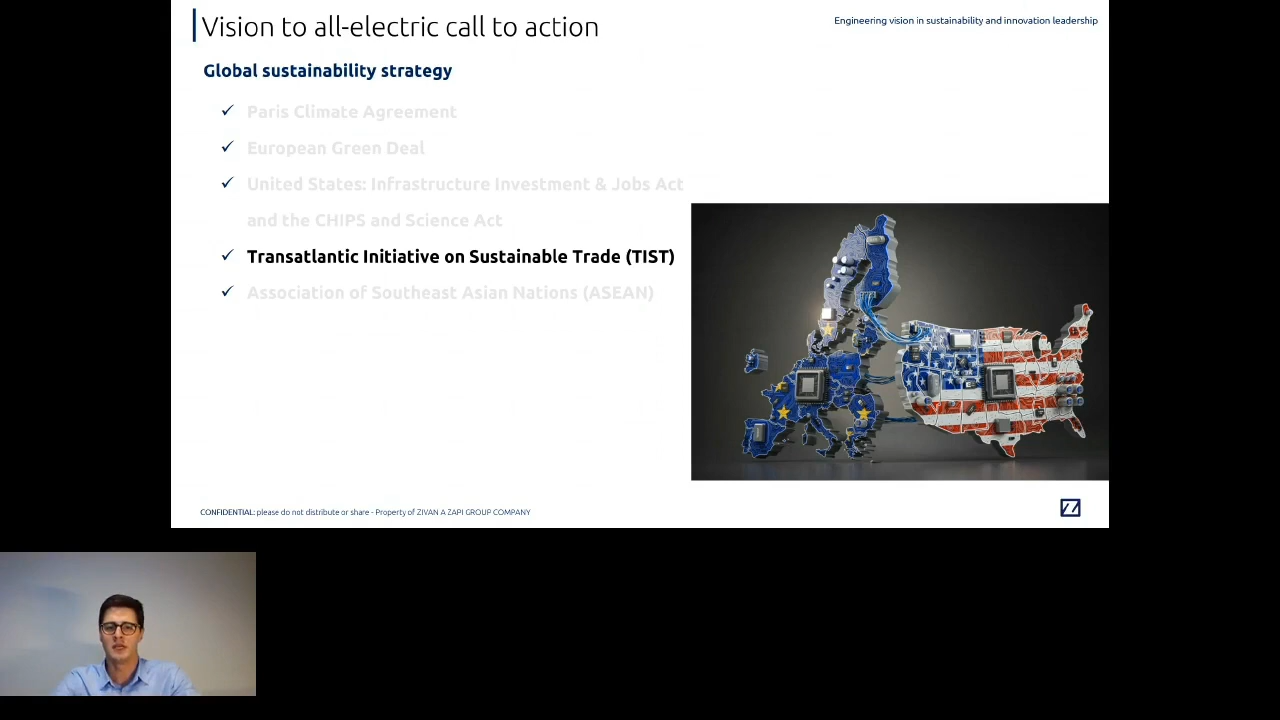 Vision to all-electric call to action
Engineering vision in sustainability and innovation leadership
Global sustainability strategy
✓ Paris Climate Agreement
✓ European Green Deal
✓ United States: Infrastructure Investment & Jobs Act
and the CHIPS and Science Act
✓ Transatlantic Initiative on Sustainable Trade (TIST)
✓ Association of Southeast Asian Nations (ASEAN)
CONFIDENTIAL: please do not distribute or share - Property of ZIVAN A ZAPI GROUP COMPANY